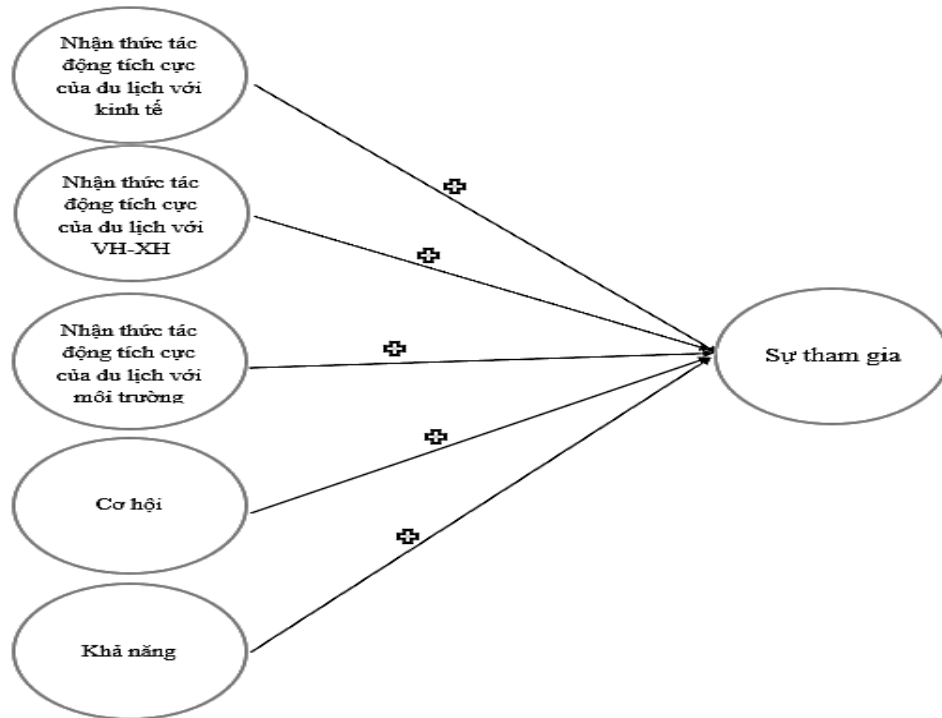 Nhận thức tác
động tích cực
của du lịch với
kinh tế
Nhận thức tác
động tích cực
của du lịch với
VH-XH
Nhận thức tác
động tích cực
của du lịch với
môi trường
Cơ hội
Khả năng
Sự tham gia